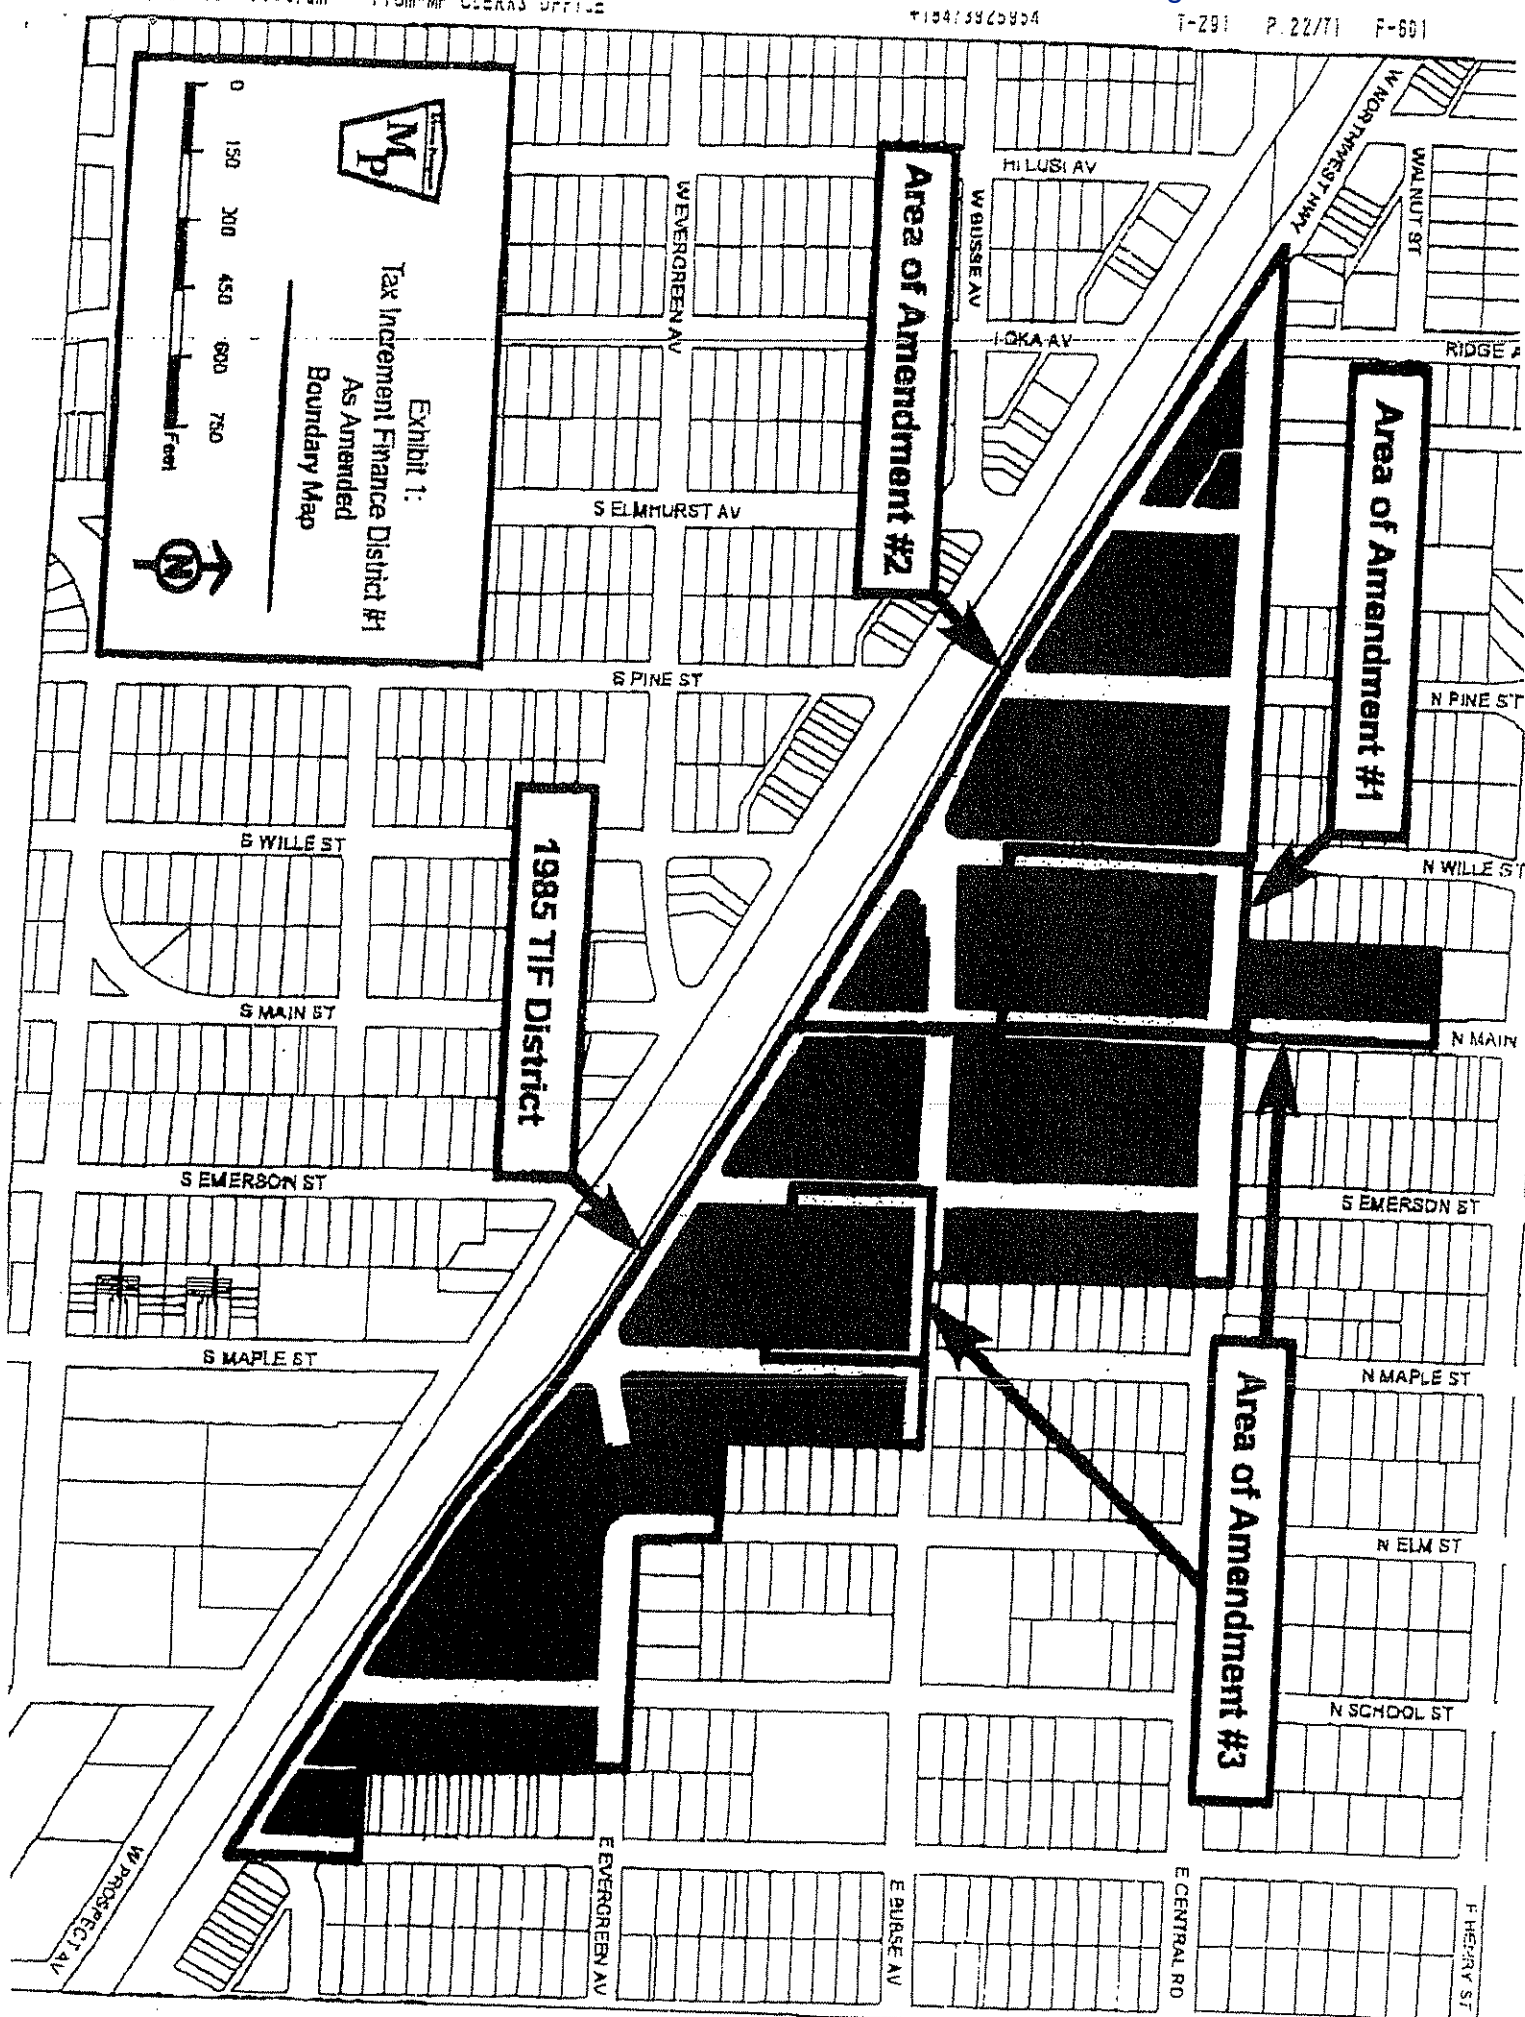 +18473925954 T-291 P.22/71 F-601
Exhibit 1:
Tax Increment Finance District #1
As Amended
Boundary Map
MP
0 150 300 450 600 750
Feet
N
Area of Amendment #1
Area of Amendment #2
Area of Amendment #3
1985 TIF District
W NORTHWEST HWY
WALNUT ST
RIDGE A
HI LUSI AV
W BUSSE AV
I OKA AV
W EVERGREEN AV
S ELMHURST AV
S PINE ST
N PINE ST
S WILLE ST
N WILLE ST
S MAIN ST
N MAIN
S EMERSON ST
S EMERSON ST
S MAPLE ST
N MAPLE ST
N ELM ST
N SCHOOL ST
E EVERGREEN AV
E BUSSE AV
E CENTRAL RD
HENRY ST
W PROSPECT AV